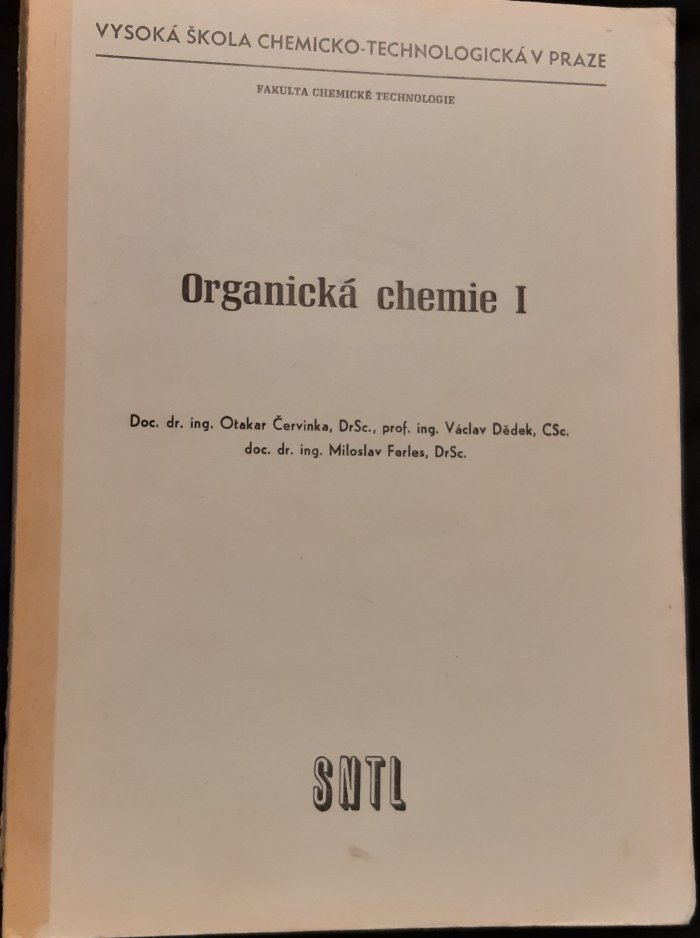 VYSOKÁ ŠKOLA CHEMICKO-TECHNOLOGICKÁ V PRAZE
FAKULTA CHEMICKÉ TECHNOLOGIE
Organická chemie I
Doc. dr. ing. Otakar Červinka, DrSc., prof. ing. Václav Dědek, CSc.
doc. dr. ing. Miloslav Ferles, DrSc.
SNTL